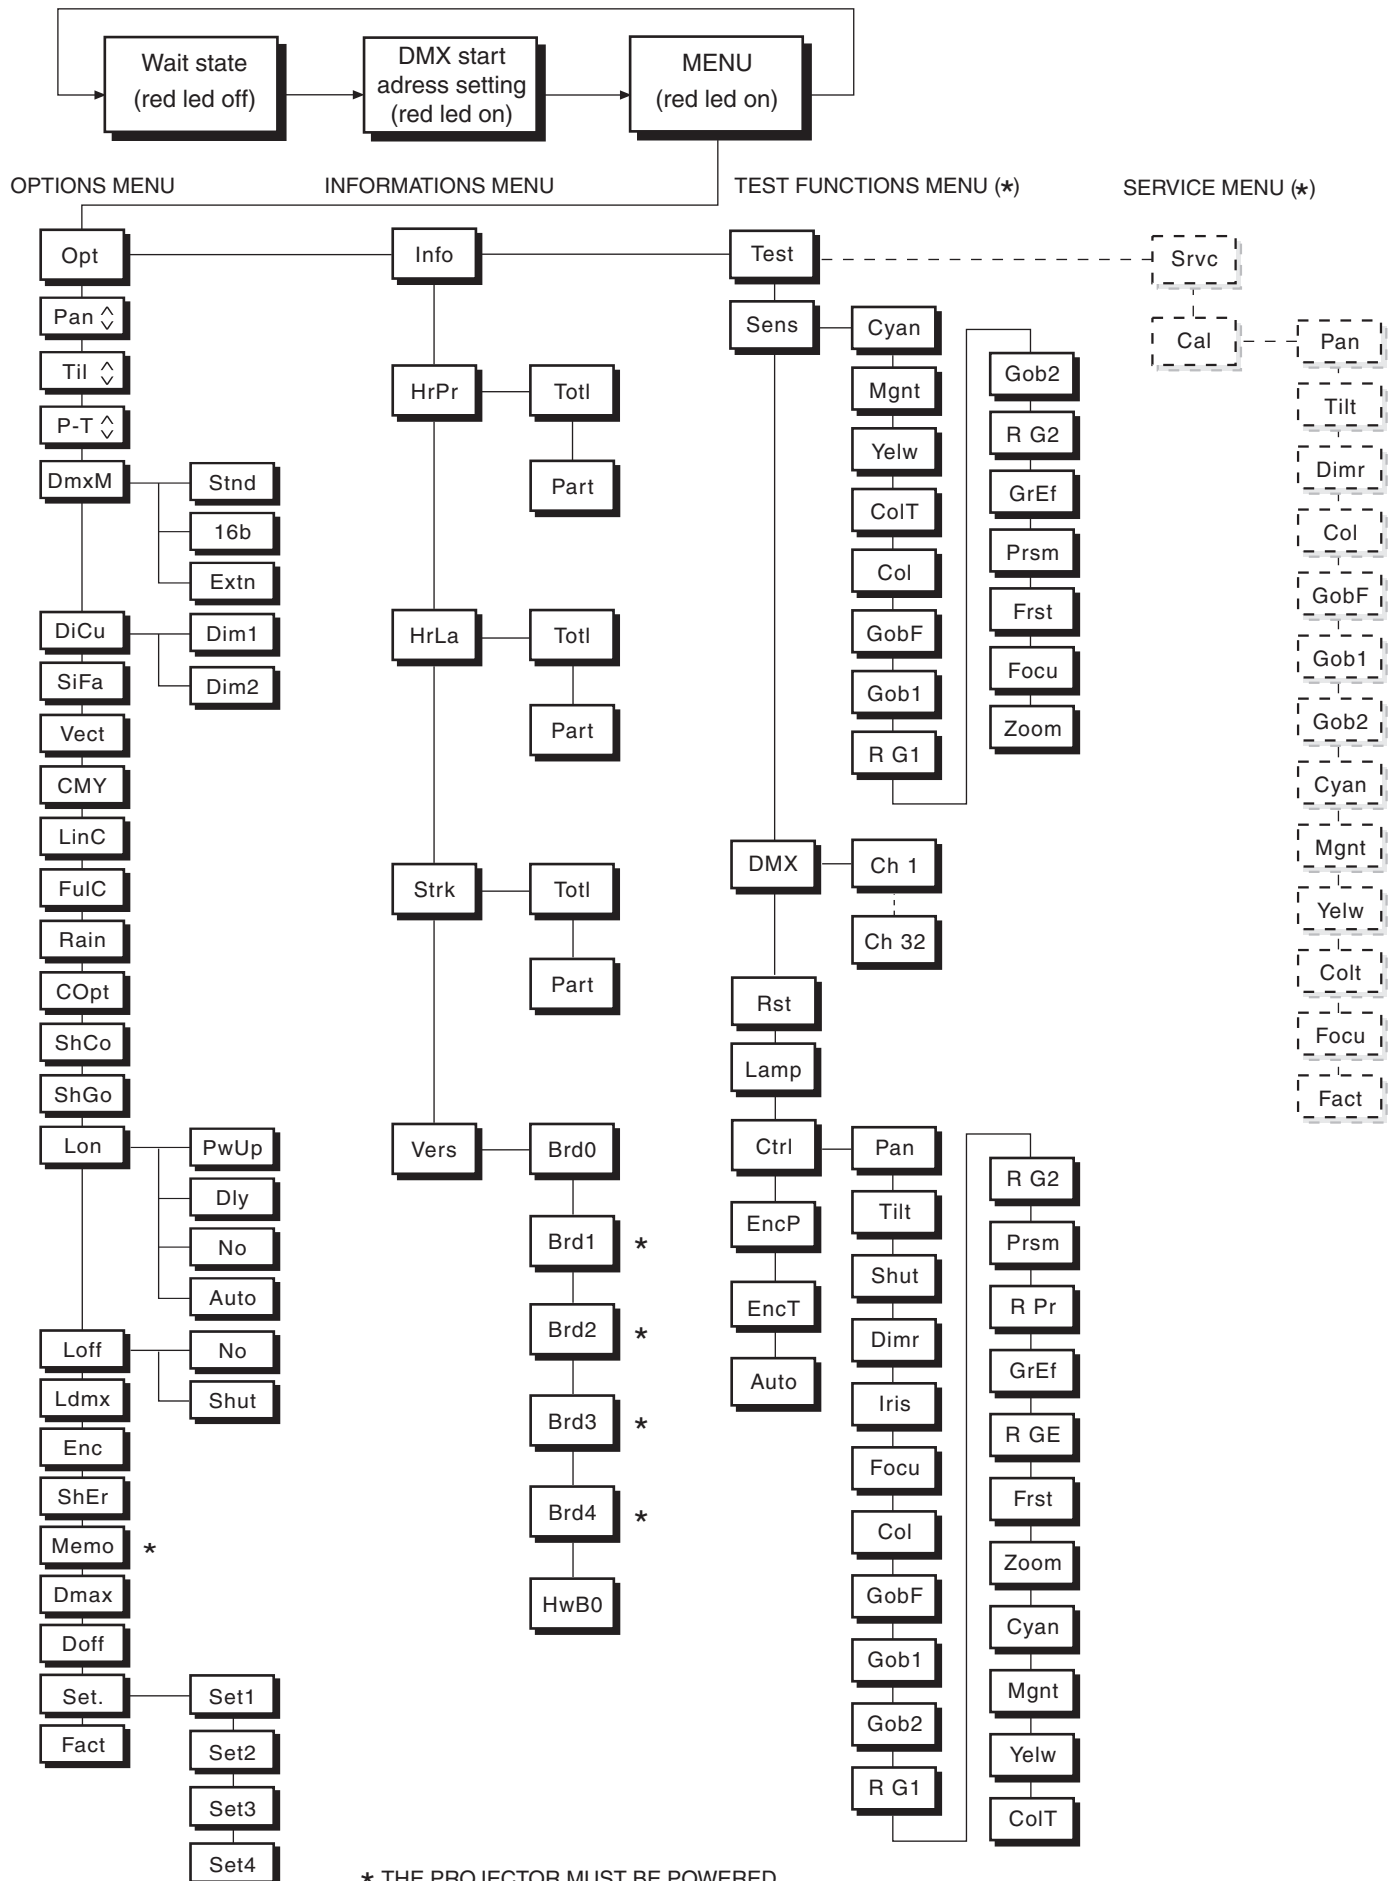 Wait state
(red led off)
DMX start
adress setting
(red led on)
MENU
(red led on)
OPTIONS MENU
INFORMATIONS MENU
TEST FUNCTIONS MENU (*)
SERVICE MENU (*)
Opt
Pan
Til
P-T
DmxM
Stnd
16b
Extn
DiCu
Dim1
Dim2
SiFa
Vect
CMY
LinC
FulC
Rain
COpt
ShCo
ShGo
Lon
PwUp
Dly
No
Auto
Loff
No
Shut
Ldmx
Enc
ShEr
Memo *
Dmax
Doff
Set.
Set1
Set2
Set3
Set4
Fact
Info
HrPr
Totl
Part
HrLa
Totl
Part
Strk
Totl
Part
Vers
Brd0
Brd1 *
Brd2 *
Brd3 *
Brd4 *
HwB0
Test
Sens
Cyan
Mgnt
Yelw
ColT
Col
GobF
Gob1
R G1
Gob2
R G2
GrEf
Prsm
Frst
Focu
Zoom
DMX
Ch 1
Ch 32
Rst
Lamp
Ctrl
Pan
Tilt
Shut
Dimr
Iris
Focu
Col
GobF
Gob1
Gob2
R G1
R G2
Prsm
R Pr
GrEf
R GE
Frst
Zoom
Cyan
Mgnt
Yelw
ColT
EncP
EncT
Auto
Srvc
Cal
Pan
Tilt
Dimr
Col
GobF
Gob1
Gob2
Cyan
Mgnt
Yelw
Colt
Focu
Fact
* THE PROJECTOR MUST BE POWERED